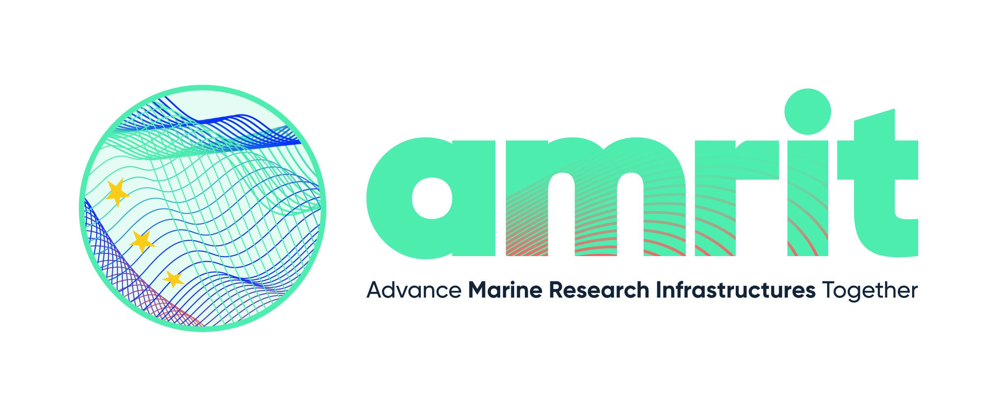 amrit
Advance Marine Research Infrastructures Together